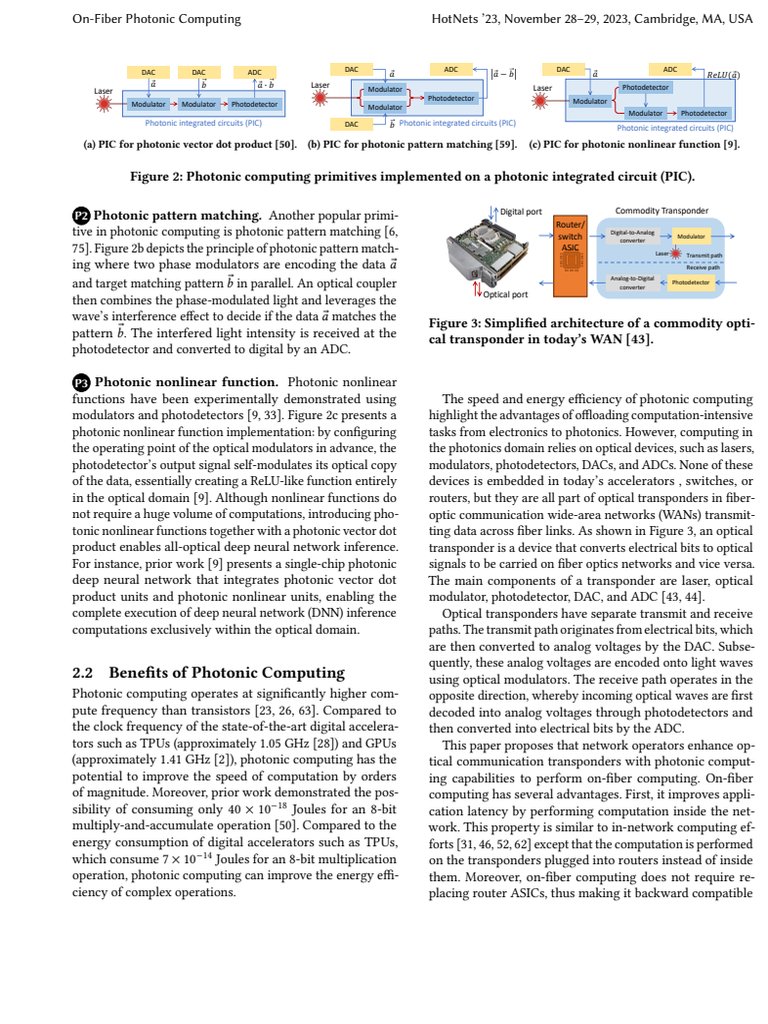 On-Fiber Photonic Computing
HotNets ’23, November 28–29, 2023, Cambridge, MA, USA
DAC DAC ADC
a⃗ b⃗ a⃗ · b⃗
Laser
Modulator Modulator Photodetector
Photonic integrated circuits (PIC)
(a) PIC for photonic vector dot product [50].
DAC ADC
a⃗ |a⃗ − b⃗|
Laser
Modulator
Photodetector
Modulator
DAC b⃗ Photonic integrated circuits (PIC)
(b) PIC for photonic pattern matching [59].
DAC ADC
a⃗ ReLU(a⃗)
Laser
Photodetector
Modulator
Modulator Photodetector
Photonic integrated circuits (PIC)
(c) PIC for photonic nonlinear function [9].
Figure 2: Photonic computing primitives implemented on a photonic integrated circuit (PIC).
P2 Photonic pattern matching. Another popular primi-
tive in photonic computing is photonic pattern matching [6,
75]. Figure 2b depicts the principle of photonic pattern match-
ing where two phase modulators are encoding the data a⃗
and target matching pattern b⃗ in parallel. An optical coupler
then combines the phase-modulated light and leverages the
wave’s interference effect to decide if the data a⃗ matches the
pattern b⃗. The interfered light intensity is received at the
photodetector and converted to digital by an ADC.
P3 Photonic nonlinear function. Photonic nonlinear
functions have been experimentally demonstrated using
modulators and photodetectors [9, 33]. Figure 2c presents a
photonic nonlinear function implementation: by configuring
the operating point of the optical modulators in advance, the
photodetector’s output signal self-modulates its optical copy
of the data, essentially creating a ReLU-like function entirely
in the optical domain [9]. Although nonlinear functions do
not require a huge volume of computations, introducing pho-
tonic nonlinear functions together with a photonic vector dot
product enables all-optical deep neural network inference.
For instance, prior work [9] presents a single-chip photonic
deep neural network that integrates photonic vector dot
product units and photonic nonlinear units, enabling the
complete execution of deep neural network (DNN) inference
computations exclusively within the optical domain.
2.2 Benefits of Photonic Computing
Photonic computing operates at significantly higher com-
pute frequency than transistors [23, 26, 63]. Compared to
the clock frequency of the state-of-the-art digital accelera-
tors such as TPUs (approximately 1.05 GHz [28]) and GPUs
(approximately 1.41 GHz [2]), photonic computing has the
potential to improve the speed of computation by orders
of magnitude. Moreover, prior work demonstrated the pos-
sibility of consuming only 40 × 10⁻¹⁸ Joules for an 8-bit
multiply-and-accumulate operation [50]. Compared to the
energy consumption of digital accelerators such as TPUs,
which consume 7 × 10⁻¹⁴ Joules for an 8-bit multiplication
operation, photonic computing can improve the energy effi-
ciency of complex operations.
Digital port
Optical port
Router/
switch
ASIC
Commodity Transponder
Digital-to-Analog
converter
Modulator
Laser
Transmit path
Receive path
Analog-to-Digital
converter
Photodetector
Figure 3: Simplified architecture of a commodity opti-
cal transponder in today’s WAN [43].
The speed and energy efficiency of photonic computing
highlight the advantages of offloading computation-intensive
tasks from electronics to photonics. However, computing in
the photonics domain relies on optical devices, such as lasers,
modulators, photodetectors, DACs, and ADCs. None of these
devices is embedded in today’s accelerators , switches, or
routers, but they are all part of optical transponders in fiber-
optic communication wide-area networks (WANs) transmit-
ting data across fiber links. As shown in Figure 3, an optical
transponder is a device that converts electrical bits to optical
signals to be carried on fiber optics networks and vice versa.
The main components of a transponder are laser, optical
modulator, photodetector, DAC, and ADC [43, 44].
Optical transponders have separate transmit and receive
paths. The transmit path originates from electrical bits, which
are then converted to analog voltages by the DAC. Subse-
quently, these analog voltages are encoded onto light waves
using optical modulators. The receive path operates in the
opposite direction, whereby incoming optical waves are first
decoded into analog voltages through photodetectors and
then converted into electrical bits by the ADC.
This paper proposes that network operators enhance op-
tical communication transponders with photonic comput-
ing capabilities to perform on-fiber computing. On-fiber
computing has several advantages. First, it improves appli-
cation latency by performing computation inside the net-
work. This property is similar to in-network computing ef-
forts [31, 46, 52, 62] except that the computation is performed
on the transponders plugged into routers instead of inside
them. Moreover, on-fiber computing does not require re-
placing router ASICs, thus making it backward compatible